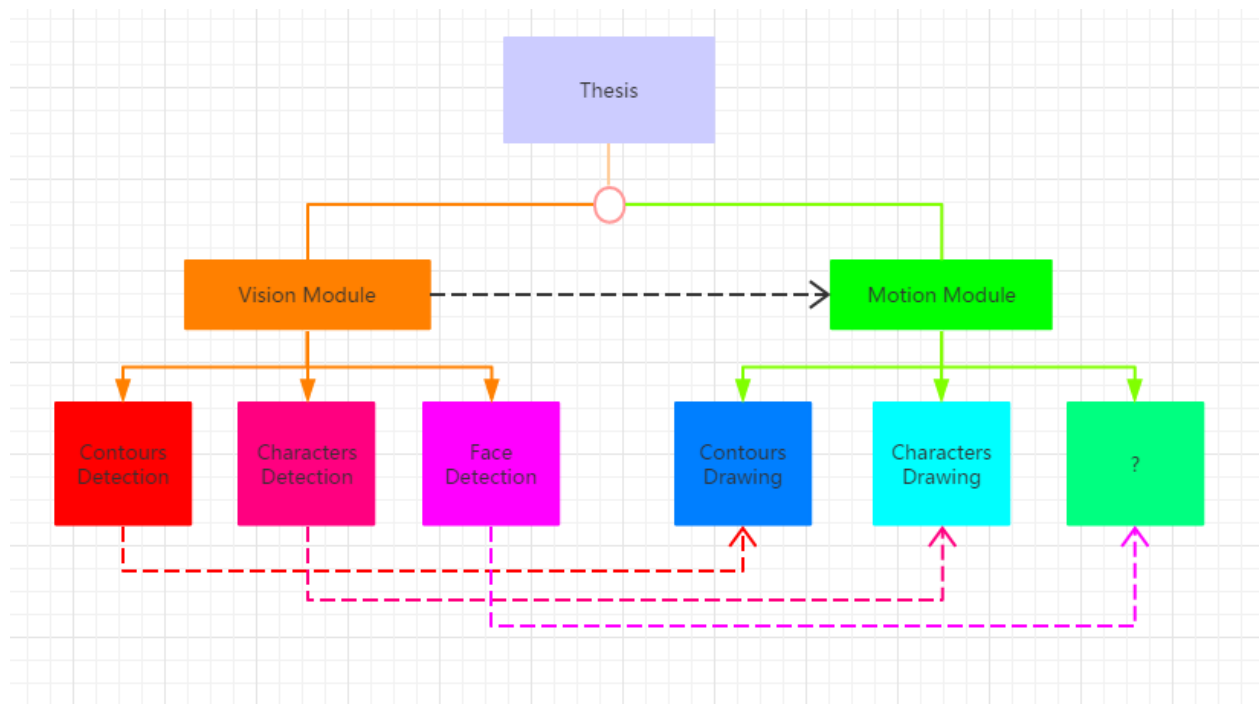 Thesis
Vision Module
Motion Module
Contours
Detection
Characters
Detection
Face
Detection
Contours
Drawing
Characters
Drawing
?